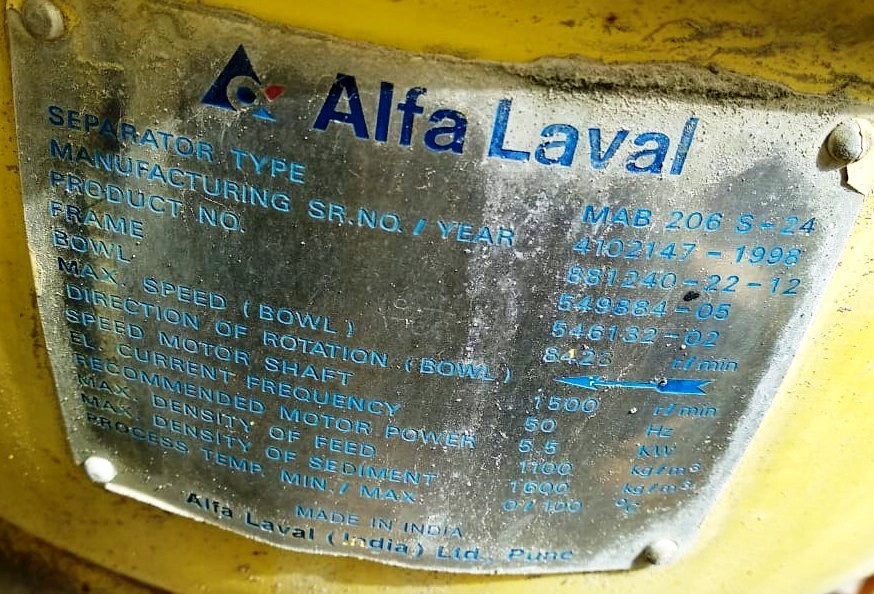 Alfa Laval
SEPARATOR TYPE MAB 206 S-24
MANUFACTURING SR.NO. / YEAR 4102147-1998
PRODUCT NO. 881240-22-12
FRAME 549884-05
BOWL 546132-02
MAX. SPEED (BOWL) 8423 r/min
DIRECTION OF ROTATION (BOWL)
SPEED MOTOR SHAFT 1500 r/min
EL. CURRENT FREQUENCY 50 Hz
RECOMMENDED MOTOR POWER 5.5 KW
MAX. DENSITY OF FEED 1100 kg/m³
MAX. DENSITY OF SEDIMENT 1600 kg/m³
PROCESS TEMP. MIN./ MAX. 0/100 °C
MADE IN INDIA
Alfa Laval (India) Ltd., Pune